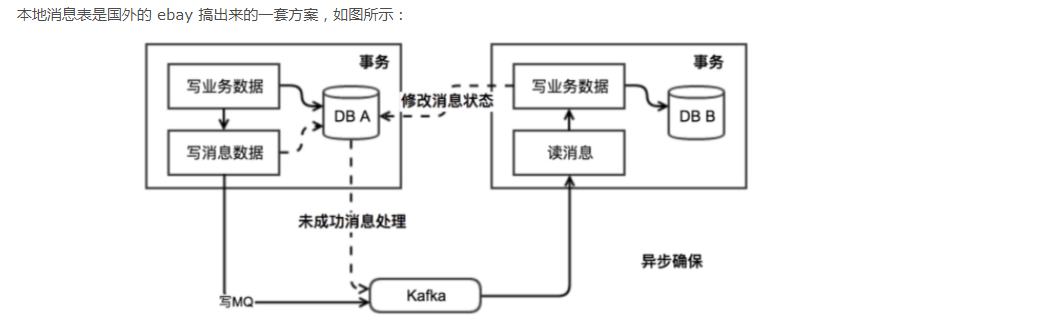 本地消息表是国外的 ebay 搞出来的一套方案，如图所示：
事务
事务
写业务数据
写业务数据
修改消息状态
DB A
DB B
写消息数据
读消息
未成功消息处理
异步确保
Kafka
写MQ